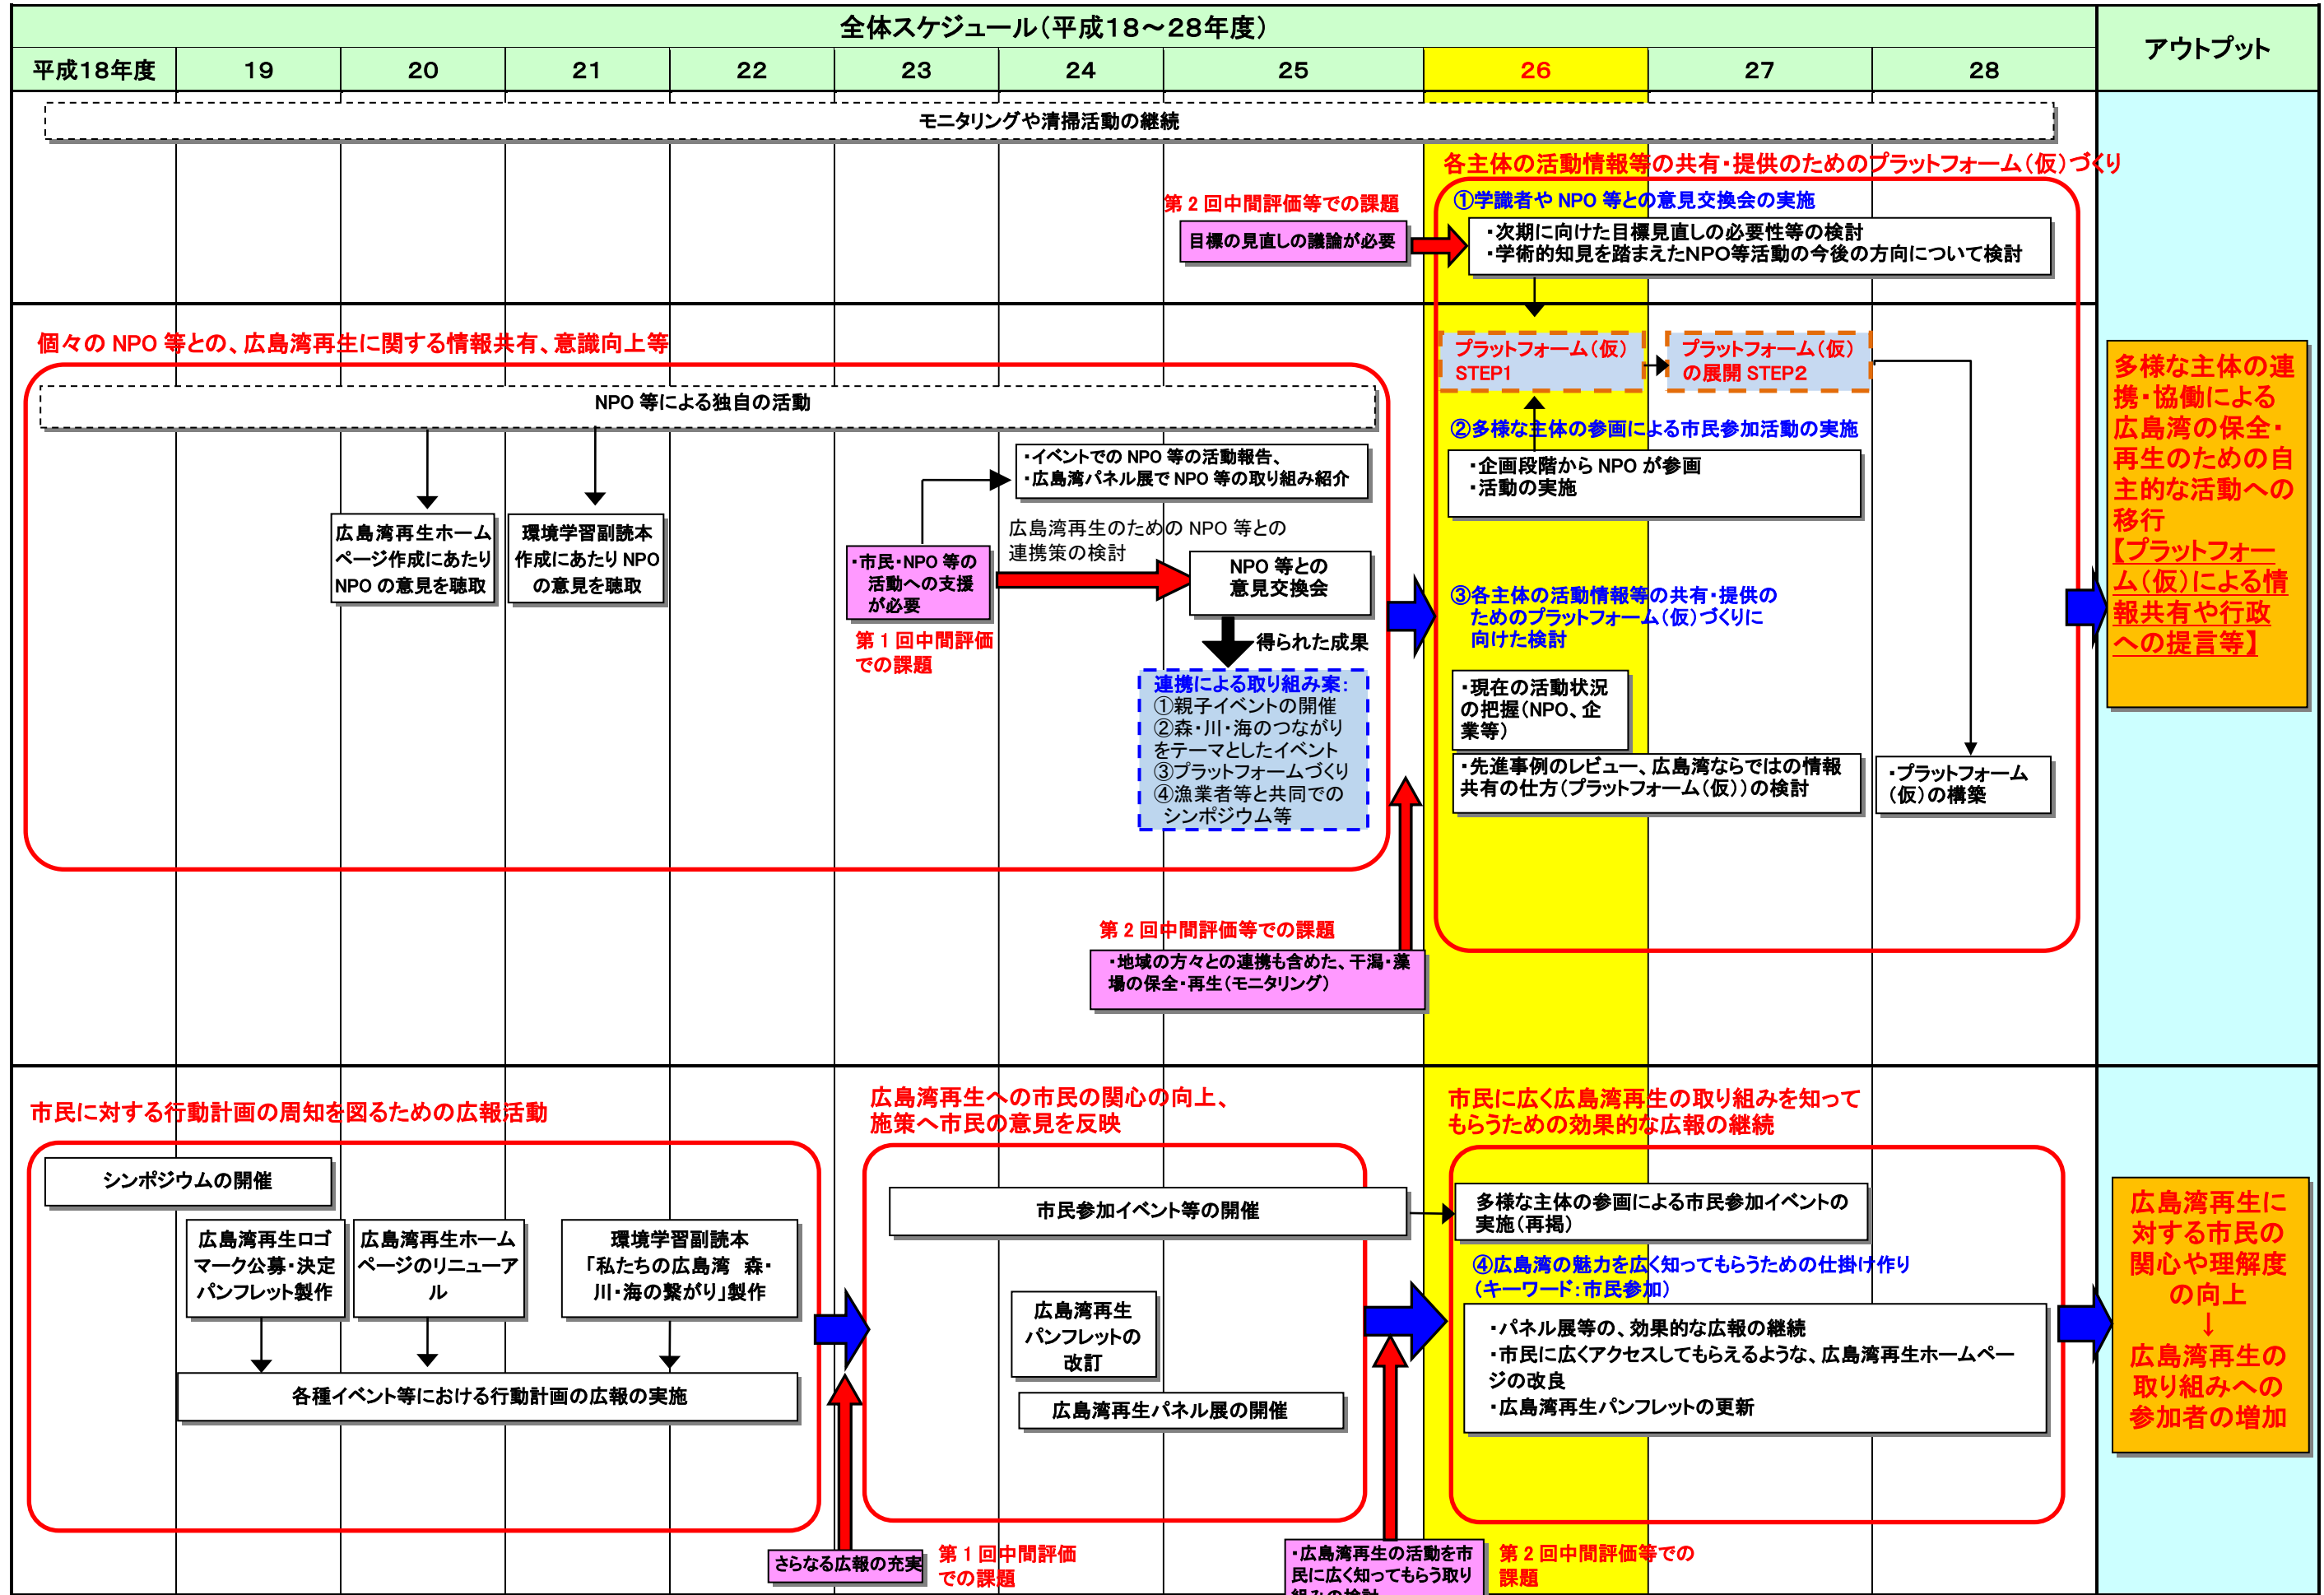 全体スケジュール（平成18～28年度）
アウトプット
平成18年度
19
20
21
22
23
24
25
26
27
28
モニタリングや清掃活動の継続
各主体の活動情報等の共有・提供のためのプラットフォーム（仮）づくり
第２回中間評価等での課題
目標の見直しの議論が必要
①学識者や NPO 等との意見交換会の実施
・次期に向けた目標見直しの必要性等の検討
・学術的知見を踏まえたNPO等活動の今後の方向について検討
個々の NPO 等との、広島湾再生に関する情報共有、意識向上等
NPO 等による独自の活動
広島湾再生ホーム
ページ作成にあたり
NPO の意見を聴取
環境学習副読本
作成にあたり NPO
の意見を聴取
・イベントでの NPO 等の活動報告、
・広島湾パネル展で NPO 等の取り組み紹介
・市民・NPO 等の
活動への支援
が必要
第１回中間評価
での課題
広島湾再生のための NPO 等との
連携策の検討
NPO 等との
意見交換会
得られた成果
連携による取り組み案：
①親子イベントの開催
②森・川・海のつながり
をテーマとしたイベント
③プラットフォームづくり
④漁業者等と共同での
シンポジウム等
第２回中間評価等での課題
・地域の方々との連携も含めた、干潟・藻
場の保全・再生（モニタリング）
プラットフォーム（仮）
STEP1
プラットフォーム（仮）
の展開 STEP2
②多様な主体の参画による市民参加活動の実施
・企画段階から NPO が参画
・活動の実施
③各主体の活動情報等の共有・提供の
ためのプラットフォーム（仮）づくりに
向けた検討
・現在の活動状況
の把握（NPO、企
業等）
・先進事例のレビュー、広島湾ならではの情報
共有の仕方（プラットフォーム（仮））の検討
・プラットフォーム
（仮）の構築
多様な主体の連
携・協働による
広島湾の保全・
再生のための自
主的な活動への
移行
【プラットフォー
ム（仮）による情
報共有や行政
への提言等】
市民に対する行動計画の周知を図るための広報活動
シンポジウムの開催
広島湾再生ロゴ
マーク公募・決定
パンフレット製作
広島湾再生ホーム
ページのリニューア
ル
環境学習副読本
「私たちの広島湾　森・
川・海の繋がり」製作
各種イベント等における行動計画の広報の実施
さらなる広報の充実
第１回中間評価
での課題
広島湾再生への市民の関心の向上、
施策へ市民の意見を反映
市民参加イベント等の開催
広島湾再生
パンフレットの
改訂
広島湾再生パネル展の開催
・広島湾再生の活動を市
民に広く知ってもらう取り
組みの検討
第２回中間評価等での
課題
市民に広く広島湾再生の取り組みを知って
もらうための効果的な広報の継続
多様な主体の参画による市民参加イベントの
実施（再掲）
④広島湾の魅力を広く知ってもらうための仕掛け作り
（キーワード：市民参加）
・パネル展等の、効果的な広報の継続
・市民に広くアクセスしてもらえるような、広島湾再生ホームペー
ジの改良
・広島湾再生パンフレットの更新
広島湾再生に
対する市民の
関心や理解度
の向上
↓
広島湾再生の
取り組みへの
参加者の増加